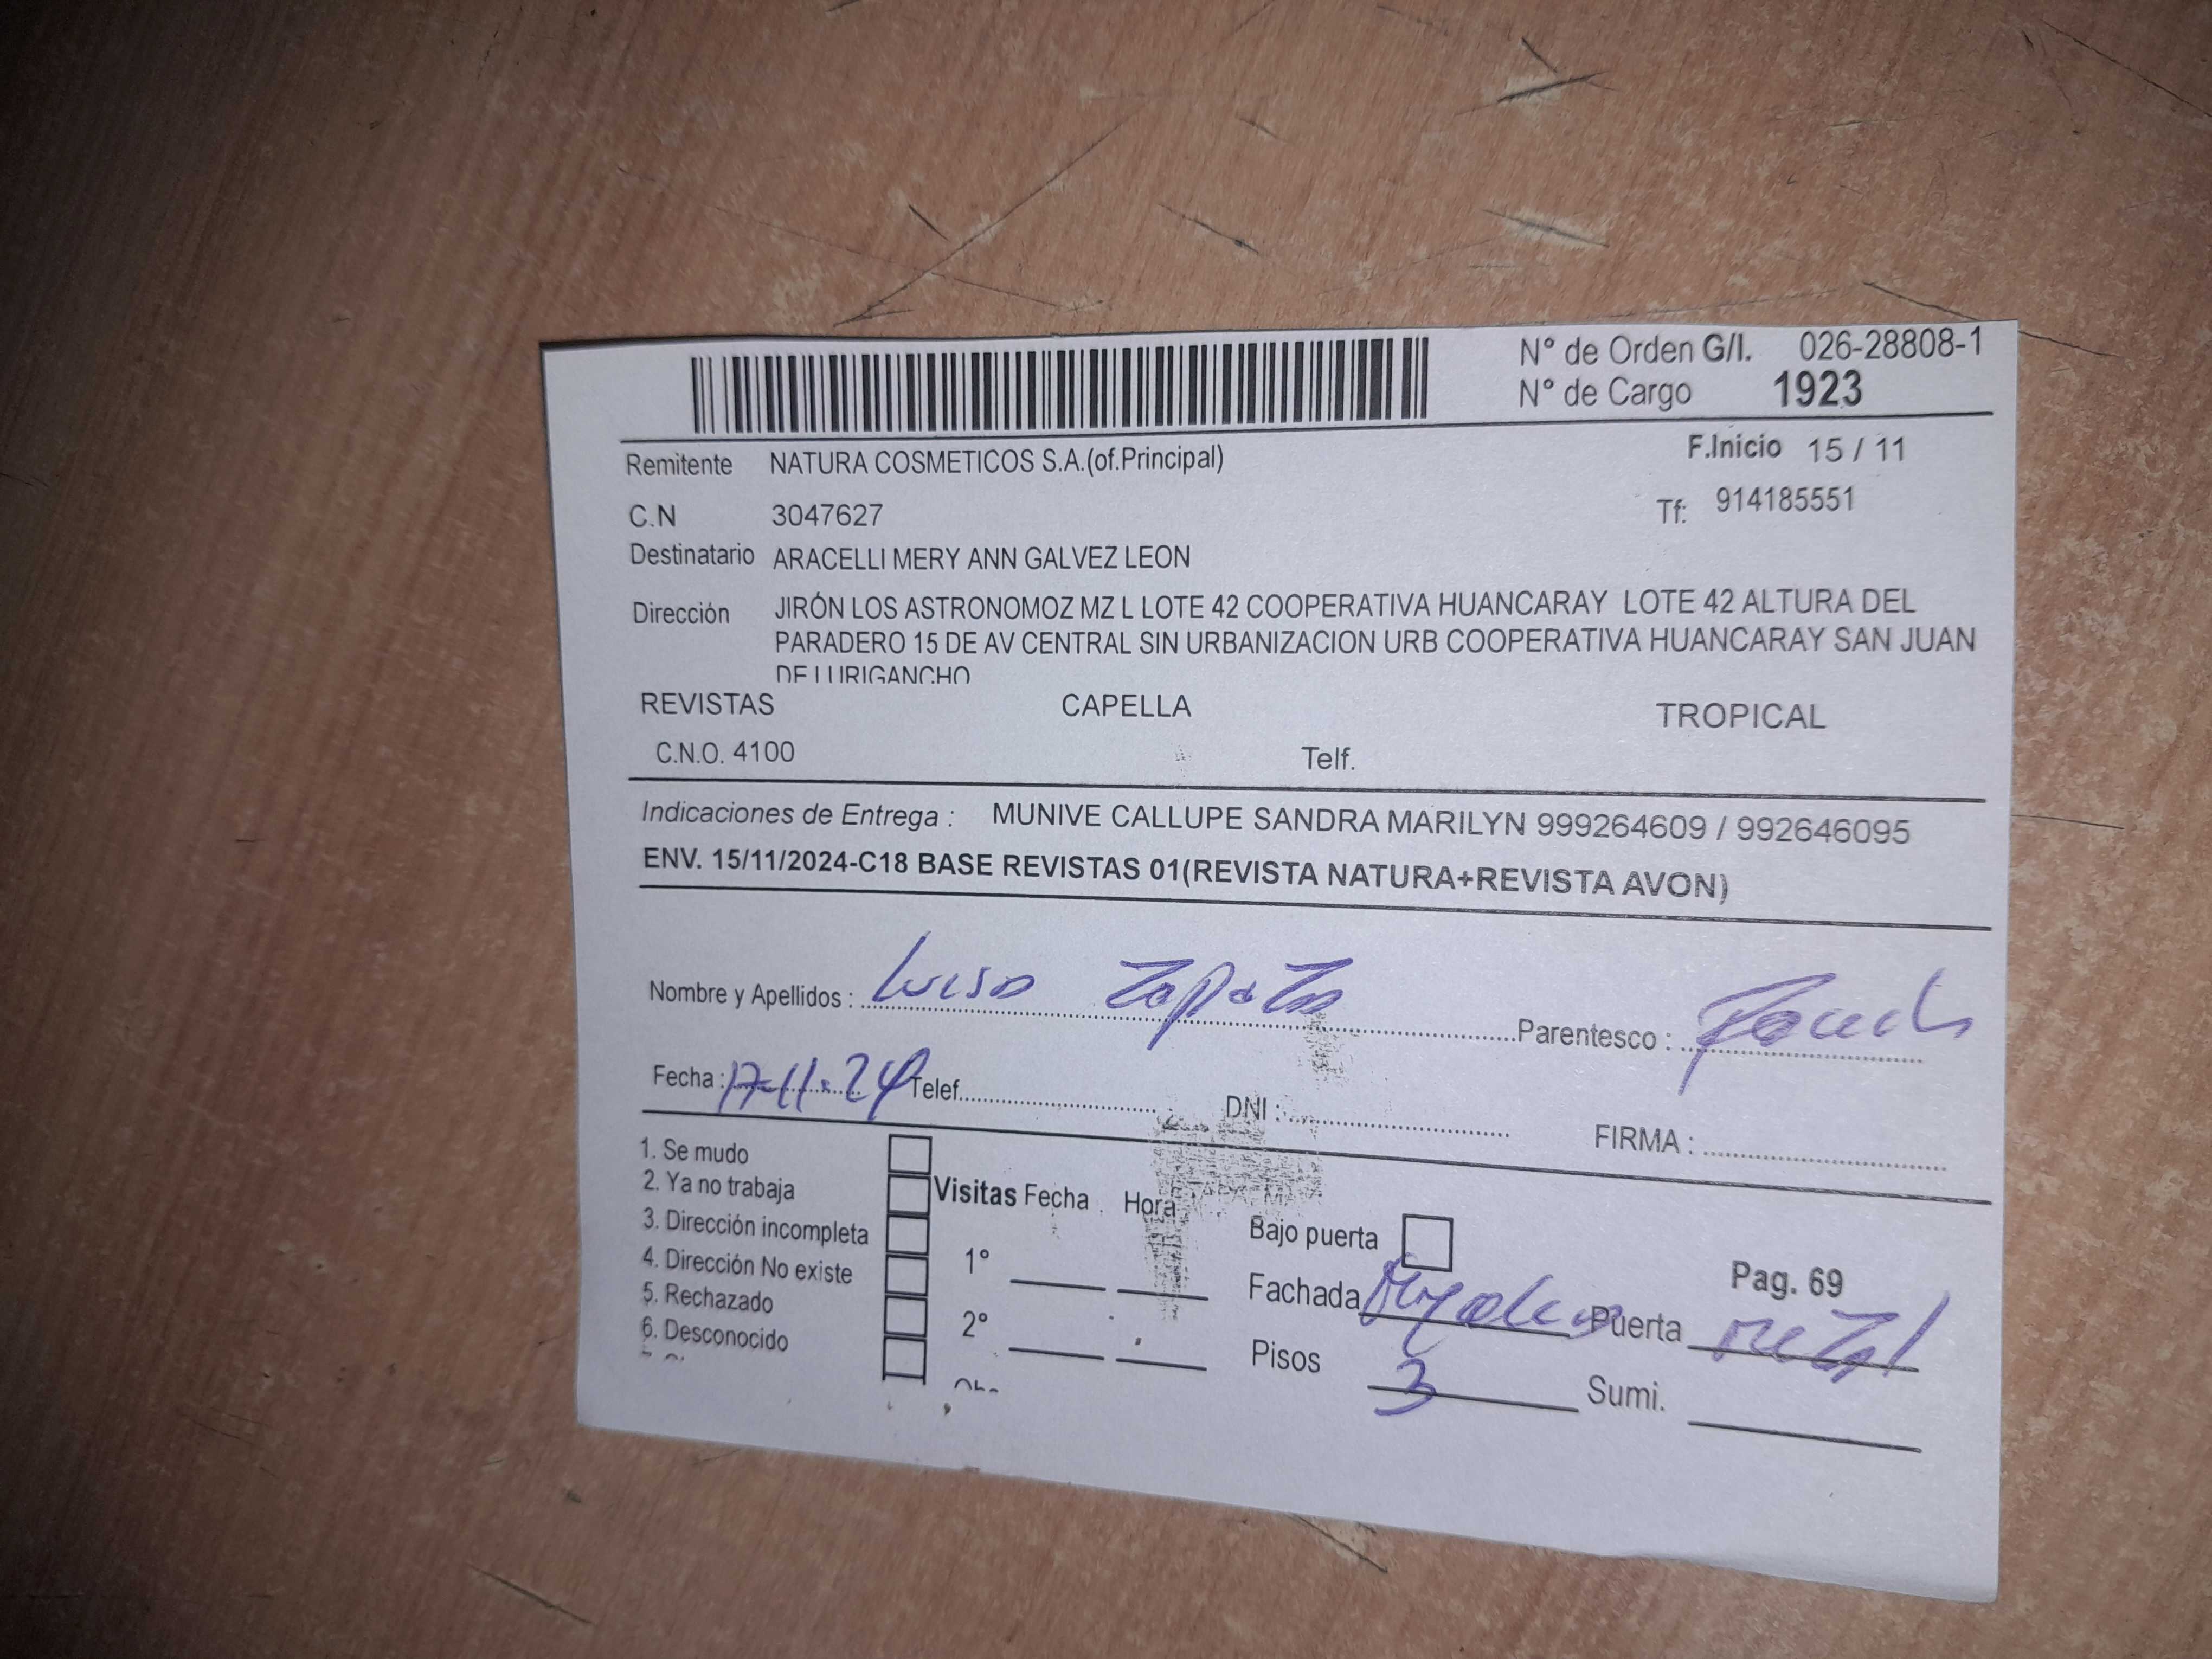 N° de Orden G/I. 026-28808-1
N° de Cargo 1923
Remitente NATURA COSMETICOS S.A.(of.Principal) F.Inicio 15 / 11
C.N 3047627 Tf: 914185551
Destinatario ARACELLI MERY ANN GALVEZ LEON
Dirección JIRÓN LOS ASTRONOMOZ MZ L LOTE 42 COOPERATIVA HUANCARAY LOTE 42 ALTURA DEL
PARADERO 15 DE AV CENTRAL SIN URBANIZACION URB COOPERATIVA HUANCARAY SAN JUAN
DE LURIGANCHO
REVISTAS CAPELLA TROPICAL
C.N.O. 4100 Telf.
Indicaciones de Entrega : MUNIVE CALLUPE SANDRA MARILYN 999264609 / 992646095
ENV. 15/11/2024-C18 BASE REVISTAS 01(REVISTA NATURA+REVISTA AVON)
Nombre y Apellidos : Luisa Zapata Parentesco :
Fecha : 17-11-24 Telef. DNI : FIRMA :
1. Se mudo
2. Ya no trabaja Visitas Fecha Hora Bajo puerta
3. Dirección incompleta 1° Fachada Pag. 69
4. Dirección No existe Puerta metal
5. Rechazado 2° Pisos 3 Sumi.
6. Desconocido